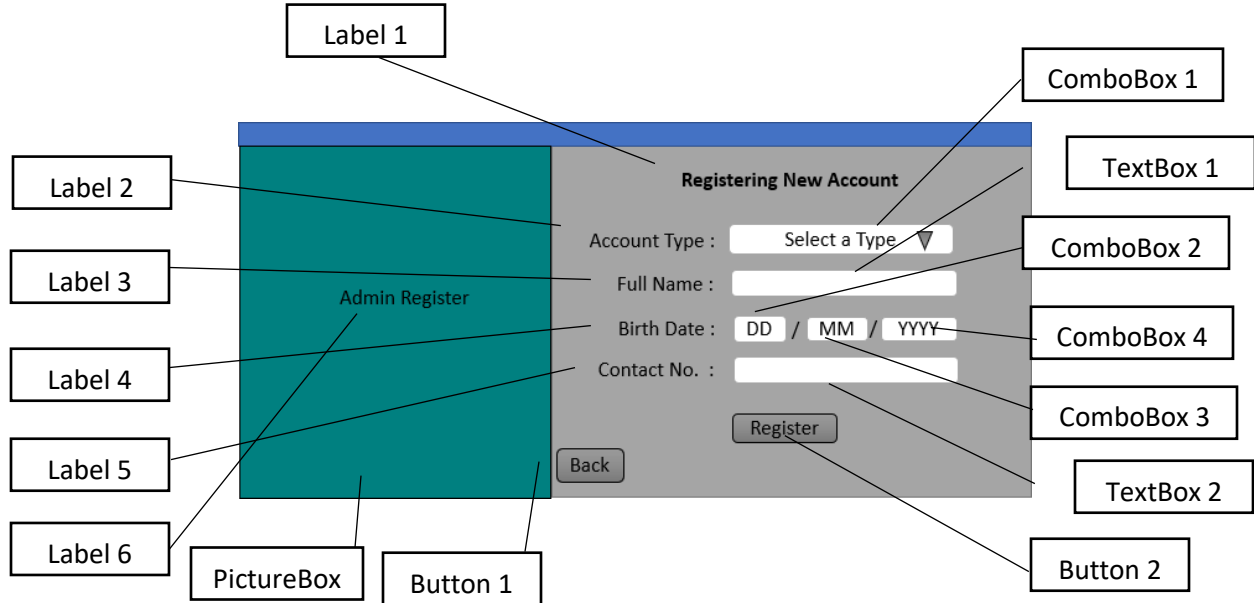 Label 1
ComboBox 1
TextBox 1
Label 2
Registering New Account
Account Type :
Select a Type
ComboBox 2
Label 3
Full Name :
Admin Register
Birth Date :
DD / MM / YYYY
ComboBox 4
Label 4
Contact No. :
ComboBox 3
Register
Label 5
Back
TextBox 2
Label 6
PictureBox
Button 1
Button 2